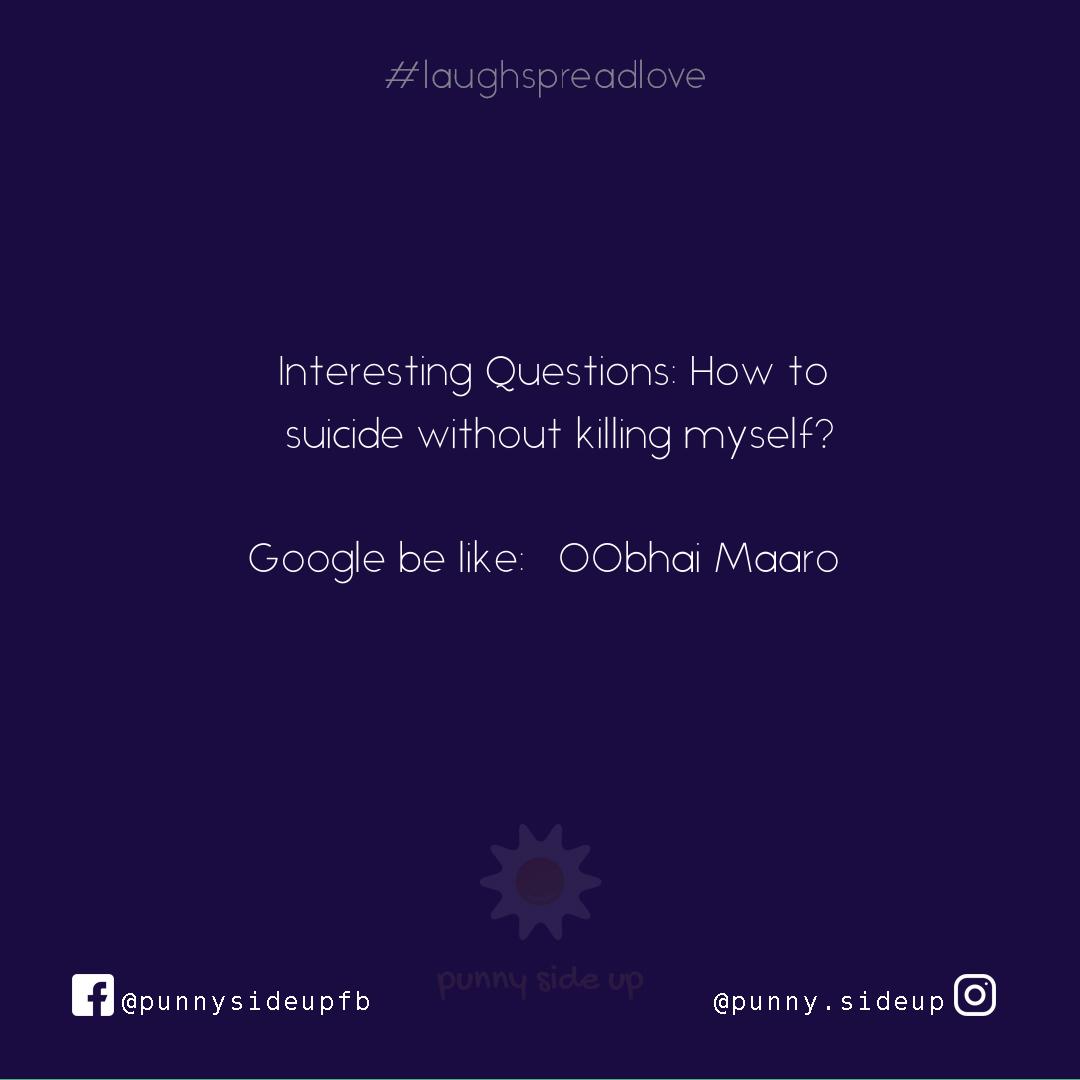 #laughspreadlove
Interesting Questions: How to
suicide without killing myself?
Google be like: OObhai Maaro
punny side up
@punnysideupfb
@punny.sideup